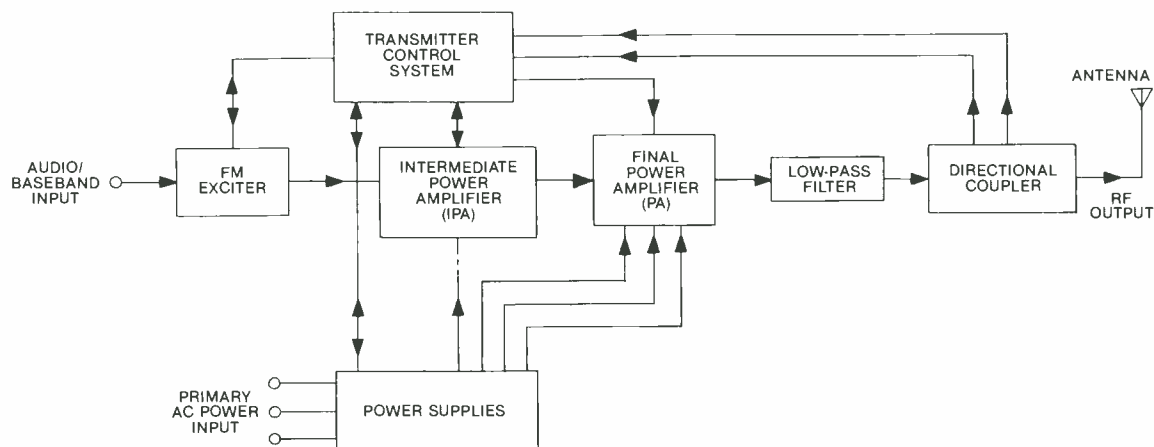 TRANSMITTER
CONTROL
SYSTEM
ANTENNA
AUDIO/
BASEBAND
INPUT
FM
EXCITER
INTERMEDIATE
POWER
AMPLIFIER
(IPA)
FINAL
POWER
AMPLIFIER
(PA)
LOW-PASS
FILTER
DIRECTIONAL
COUPLER
RF
OUTPUT
PRIMARY
AC POWER
INPUT
POWER SUPPLIES